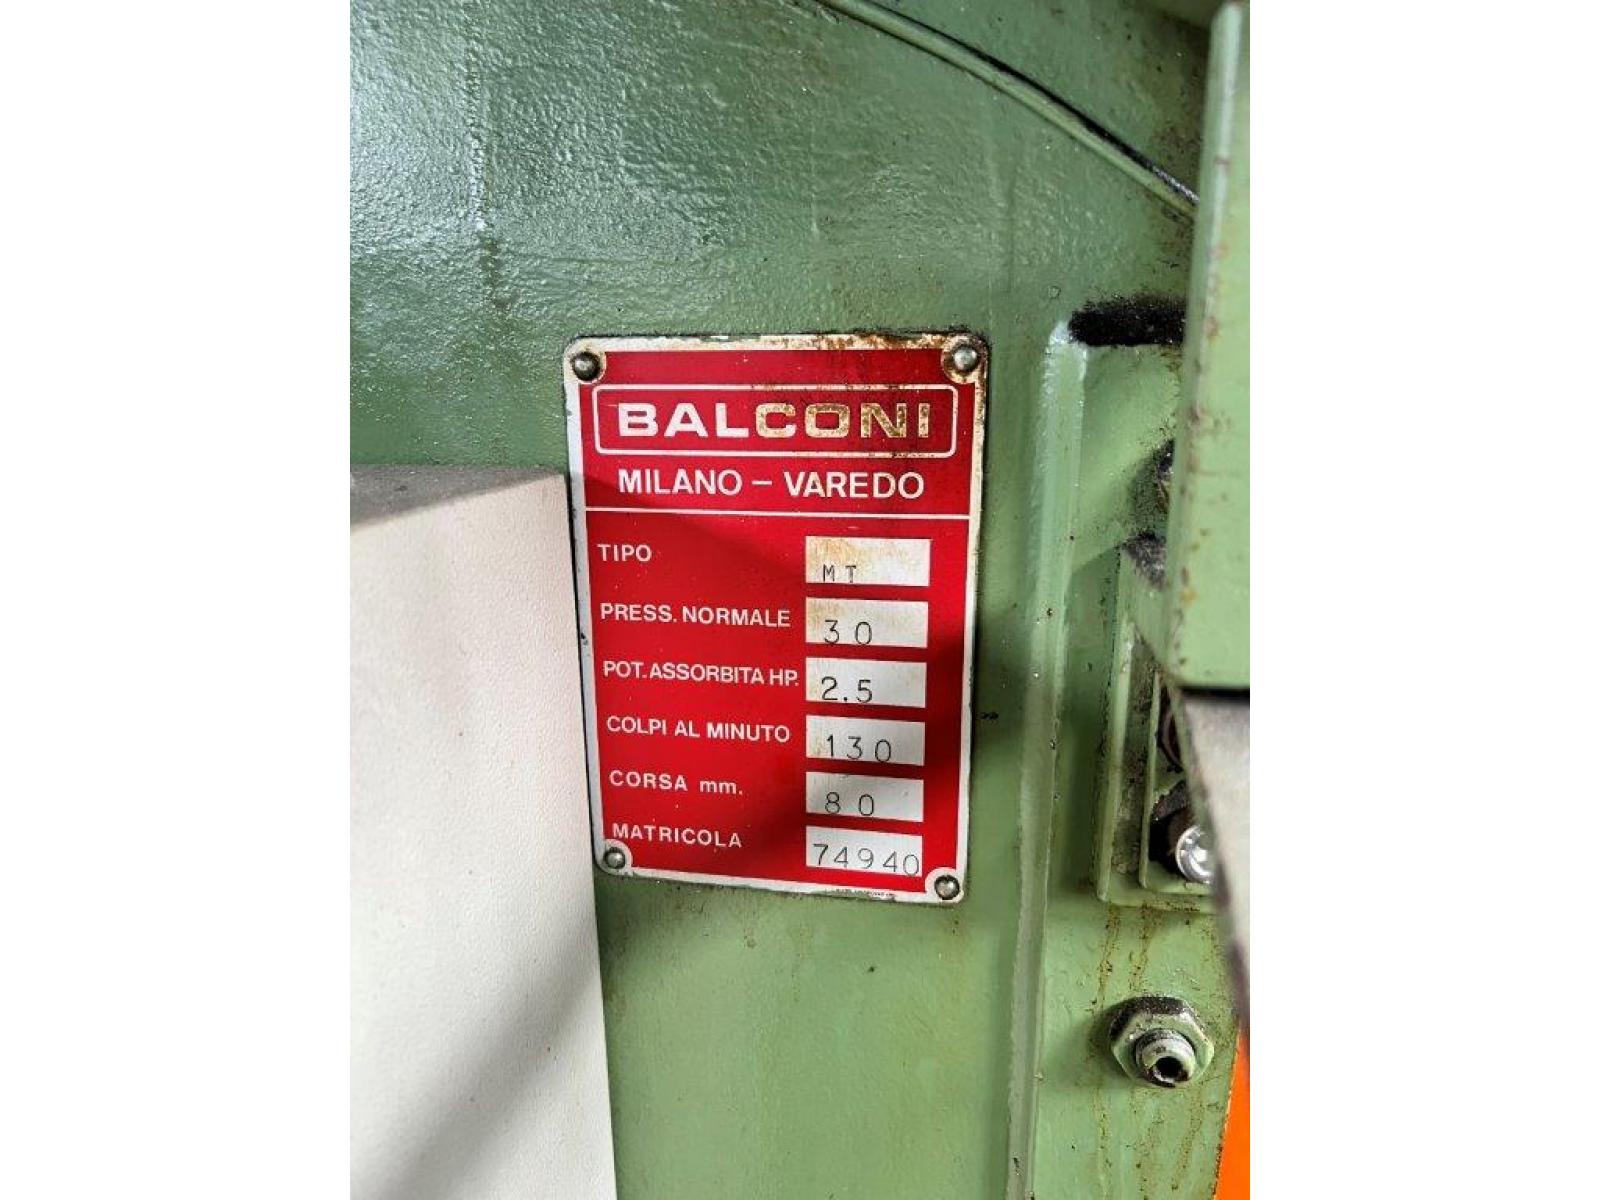 BALCONI
MILANO – VAREDO
TIPO MT
PRESS. NORMALE 30
POT. ASSORBITA HP. 2.5
COLPI AL MINUTO 130
CORSA mm. 80
MATRICOLA 74940